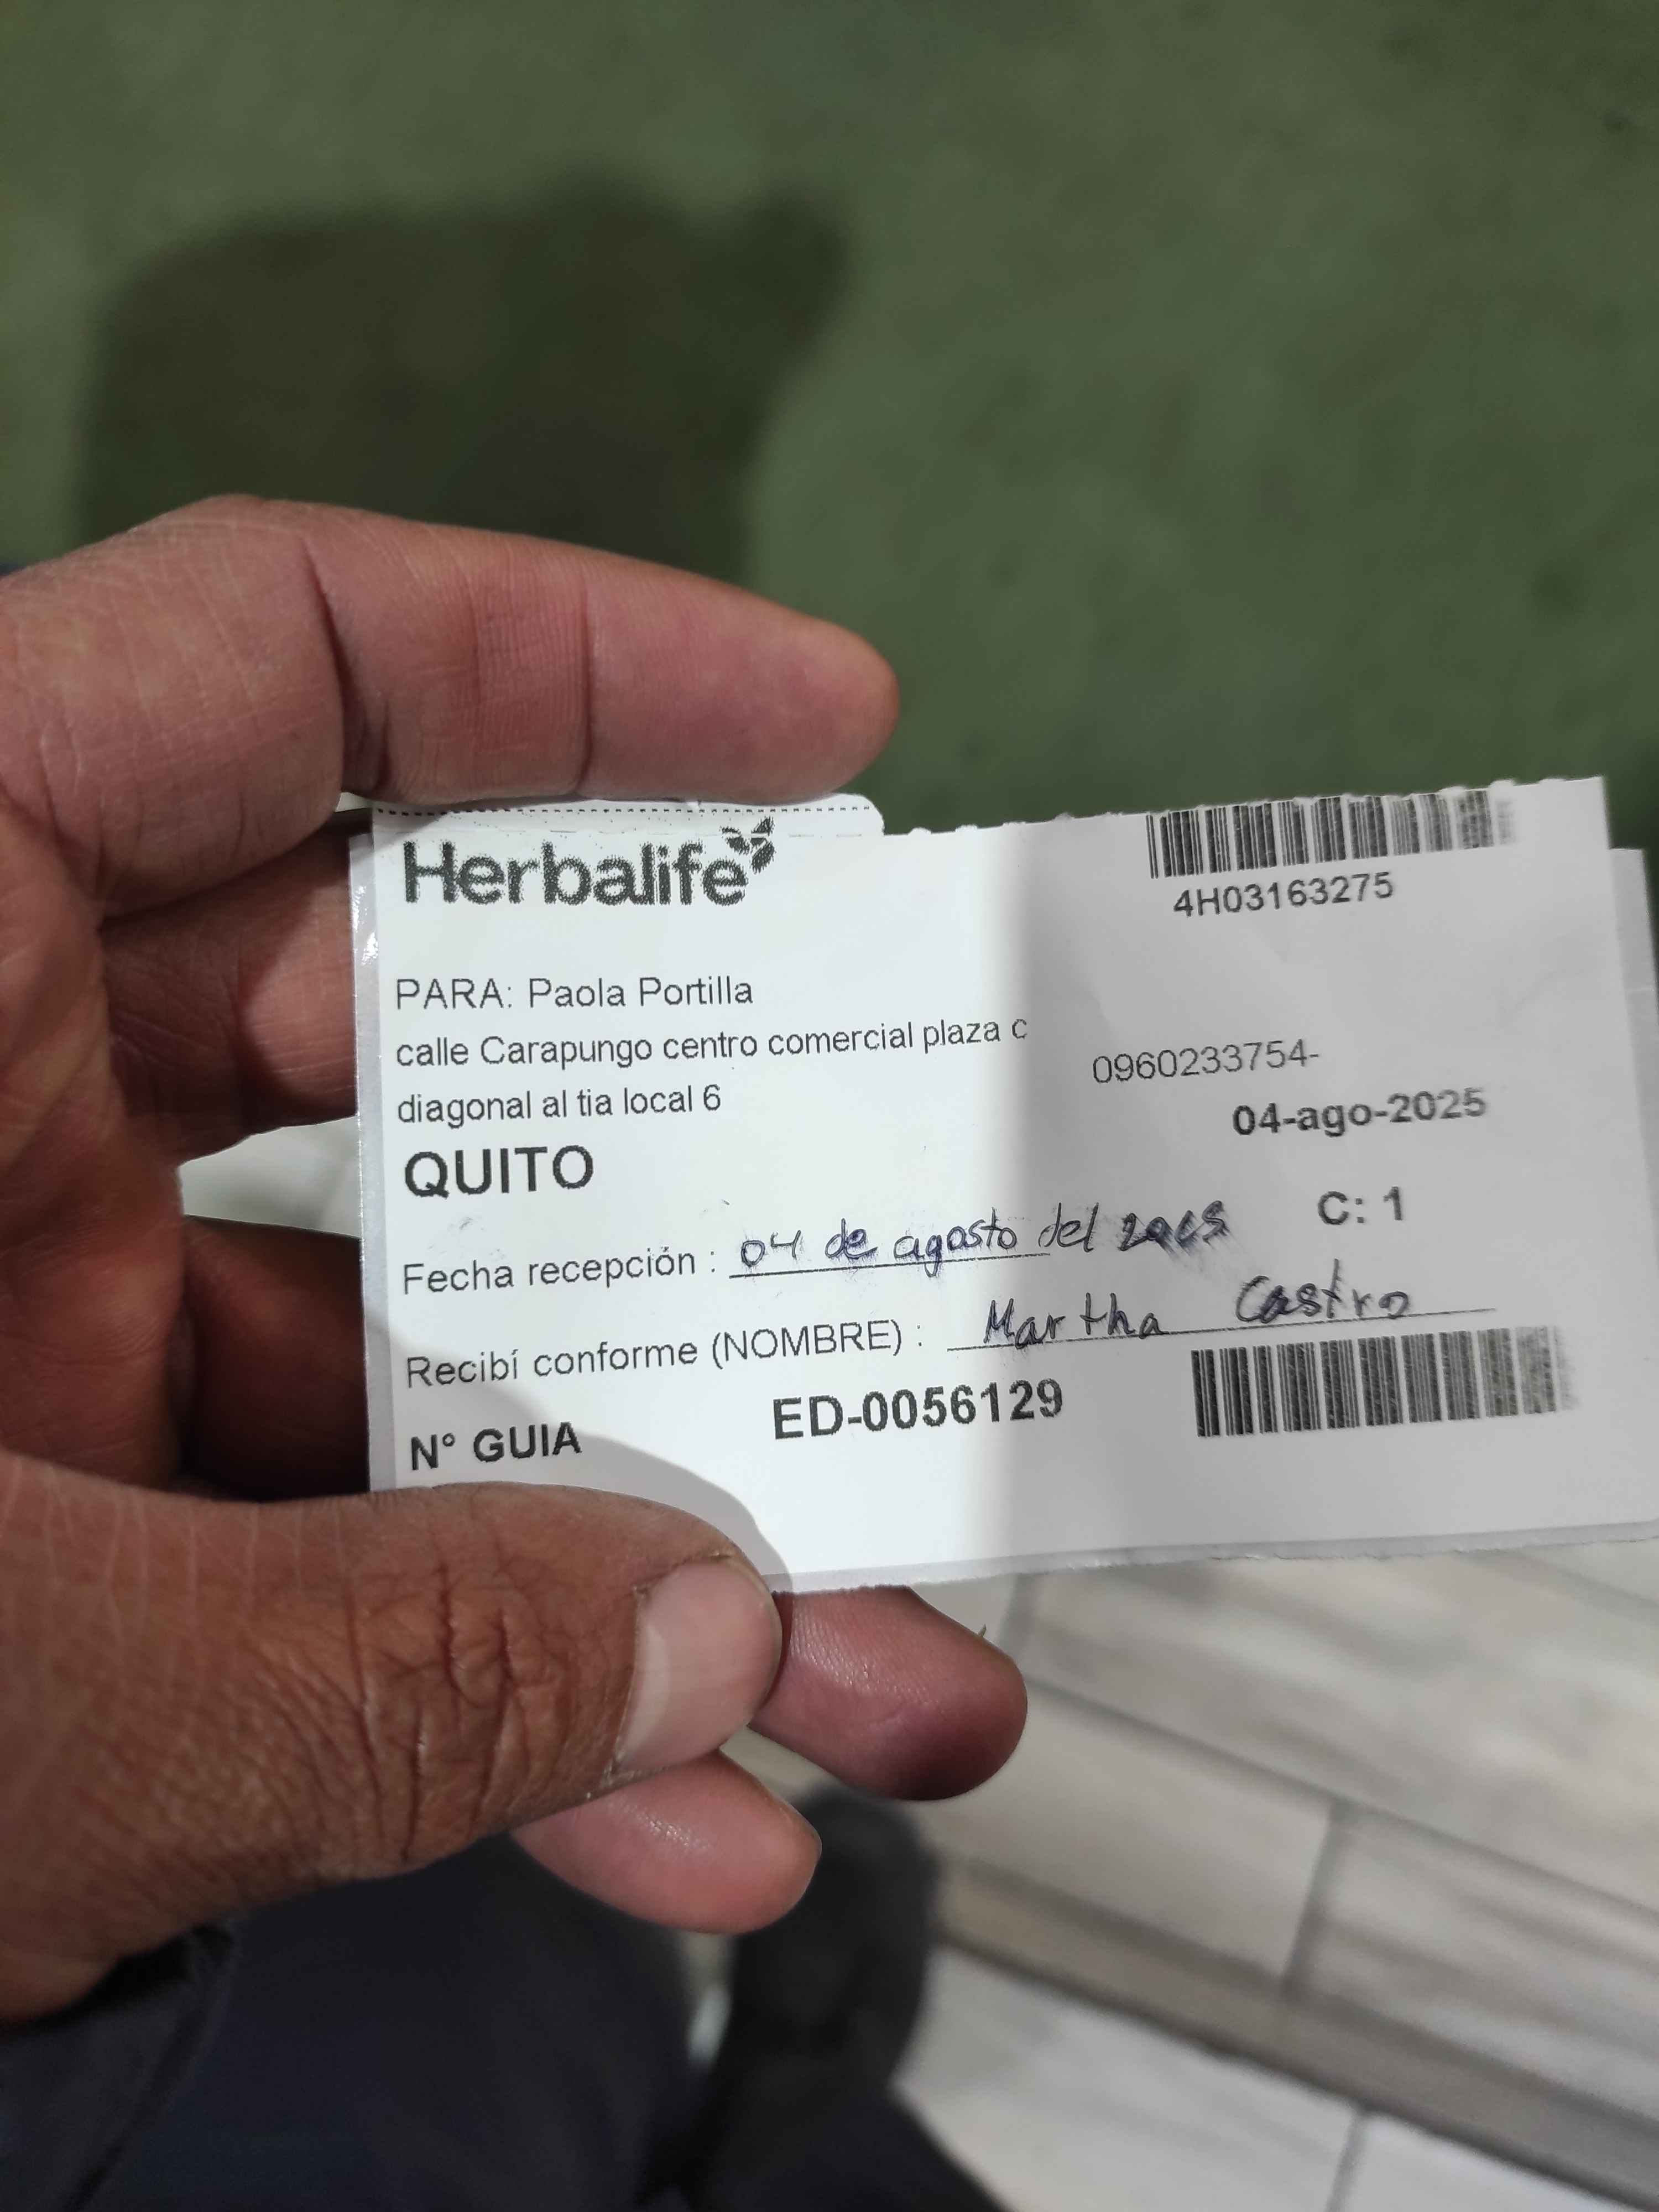 Herbalife
4H03163275
PARA: Paola Portilla
calle Carapungo centro comercial plaza c
0960233754-
diagonal al tia local 6
04-ago-2025
QUITO
C: 1
Fecha recepción : 04 de agosto del
Recibí conforme (NOMBRE) : Martha Castro
N° GUIA ED-0056129